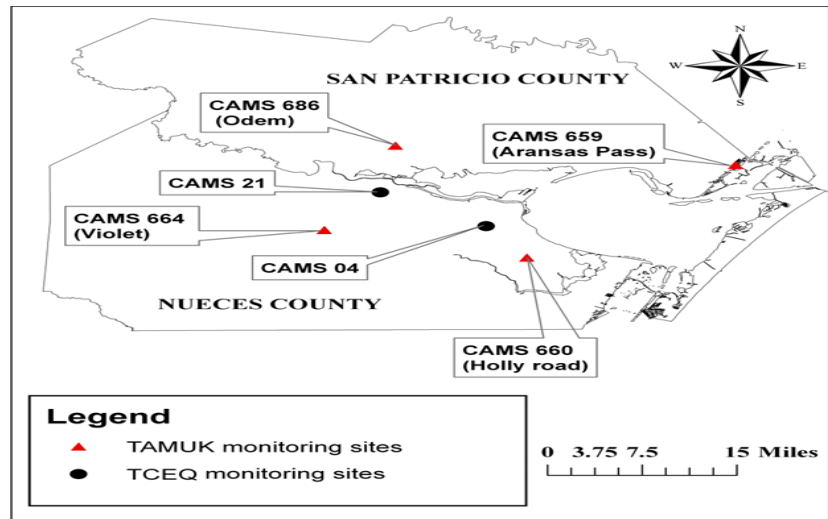 N
W E
S
SAN PATRICIO COUNTY
CAMS 686
(Odem)
CAMS 659
(Aransas Pass)
CAMS 21
CAMS 664
(Violet)
CAMS 04
NUECES COUNTY
CAMS 660
(Holly road)
Legend
TAMUK monitoring sites
TCEQ monitoring sites
0 3.75 7.5 15 Miles